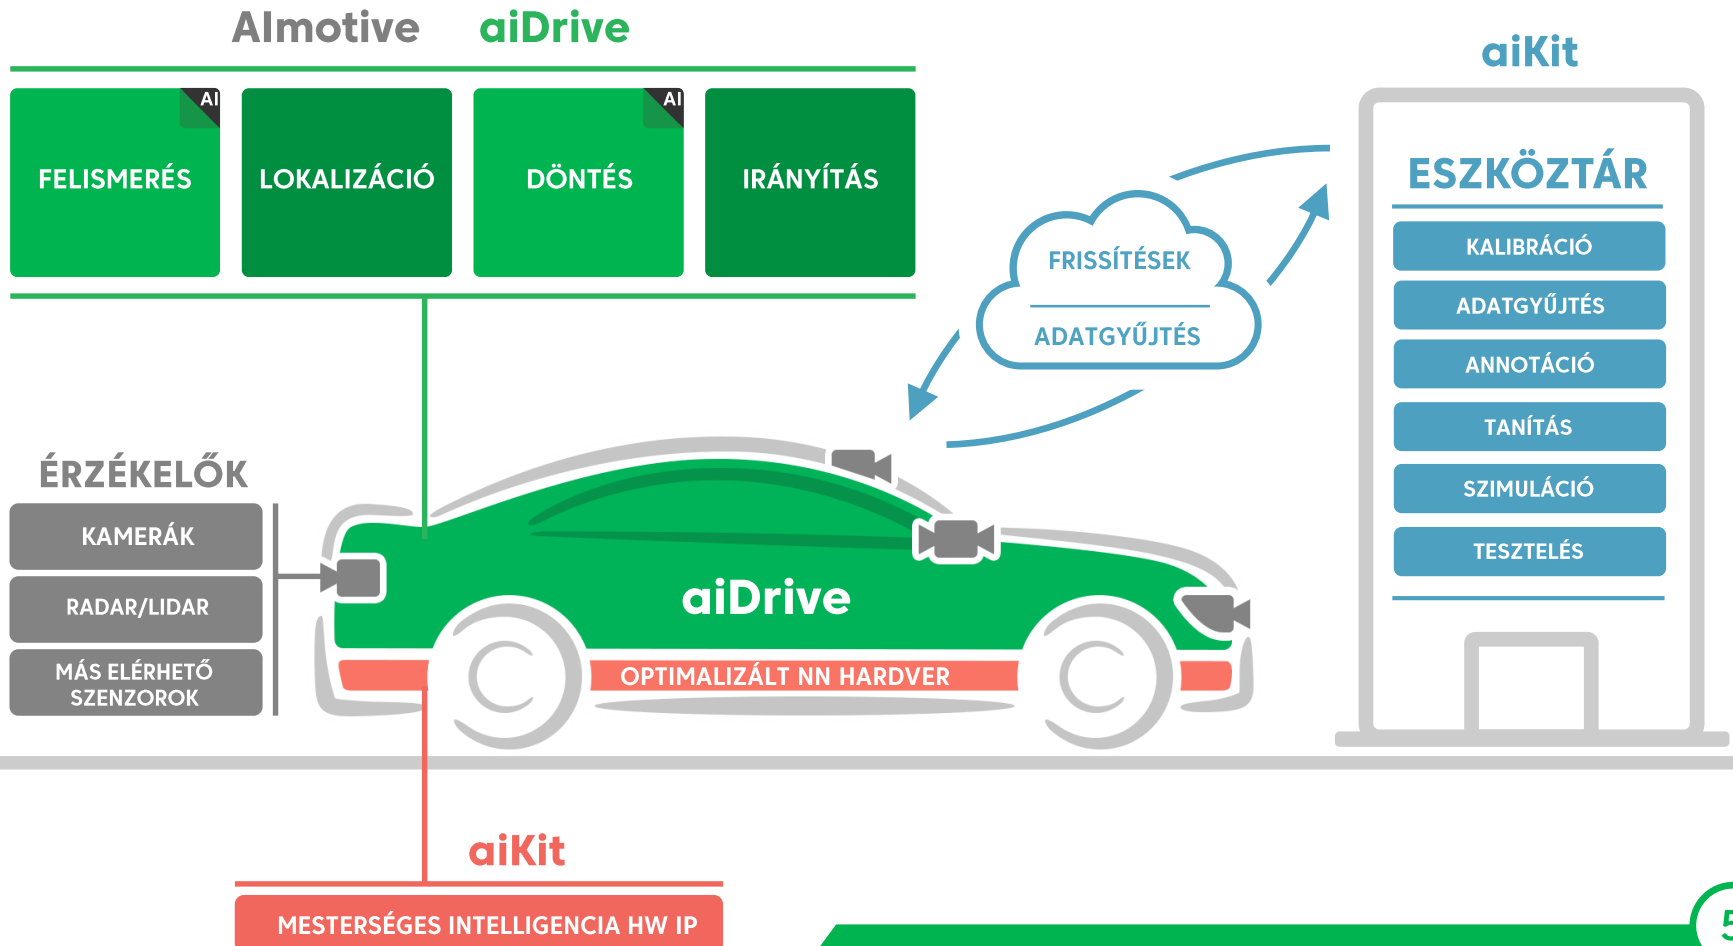 AImotive aiDrive
AI
FELISMERÉS
LOKALIZÁCIÓ
AI
DÖNTÉS
IRÁNYÍTÁS
aiKit
ESZKÖZTÁR
KALIBRÁCIÓ
ADATGYŰJTÉS
ANNOTÁCIÓ
TANÍTÁS
SZIMULÁCIÓ
TESZTELÉS
FRISSÍTÉSEK
ADATGYŰJTÉS
ÉRZÉKELŐK
KAMERÁK
RADAR/LIDAR
MÁS ELÉRHETŐ
SZENZOROK
aiDrive
OPTIMALIZÁLT NN HARDVER
aiKit
MESTERSÉGES INTELLIGENCIA HW IP